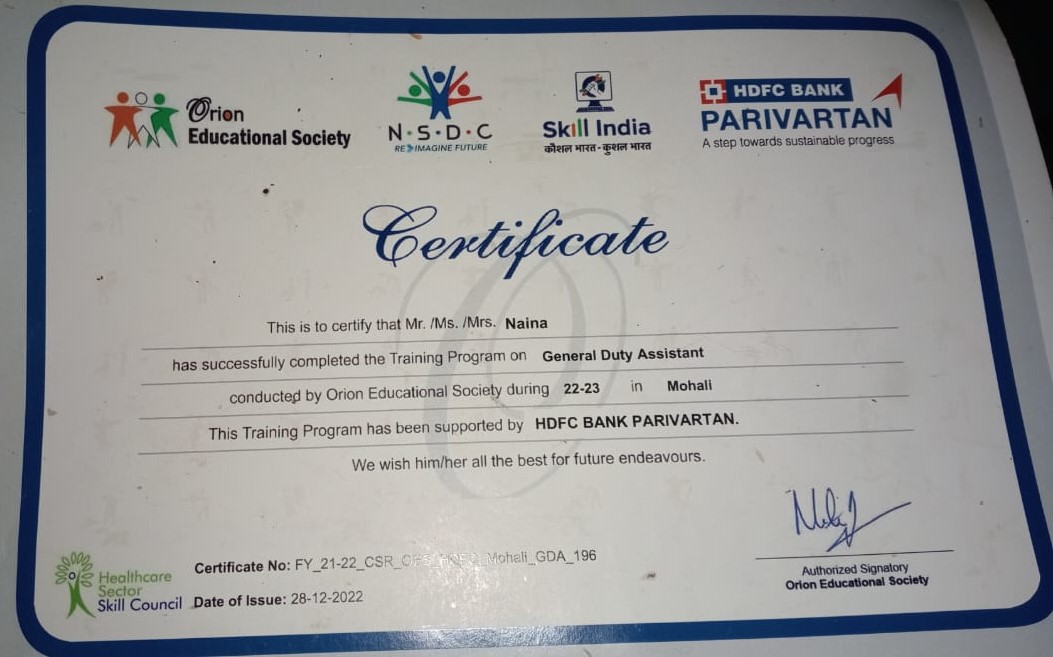 Orion
Educational Society
N·S·D·C
RE IMAGINE FUTURE
Skill India
कौशल भारत - कुशल भारत
HDFC BANK
PARIVARTAN
A step towards sustainable progress
Certificate
This is to certify that Mr. /Ms. /Mrs. Naina
has successfully completed the Training Program on General Duty Assistant
conducted by Orion Educational Society during 22-23 in Mohali
This Training Program has been supported by HDFC BANK PARIVARTAN.
We wish him/her all the best for future endeavours.
Healthcare
Sector
Skill Council
Certificate No: FY_21-22_CSR_ Mohali_GDA_196
Date of Issue: 28-12-2022
Authorized Signatory
Orion Educational Society